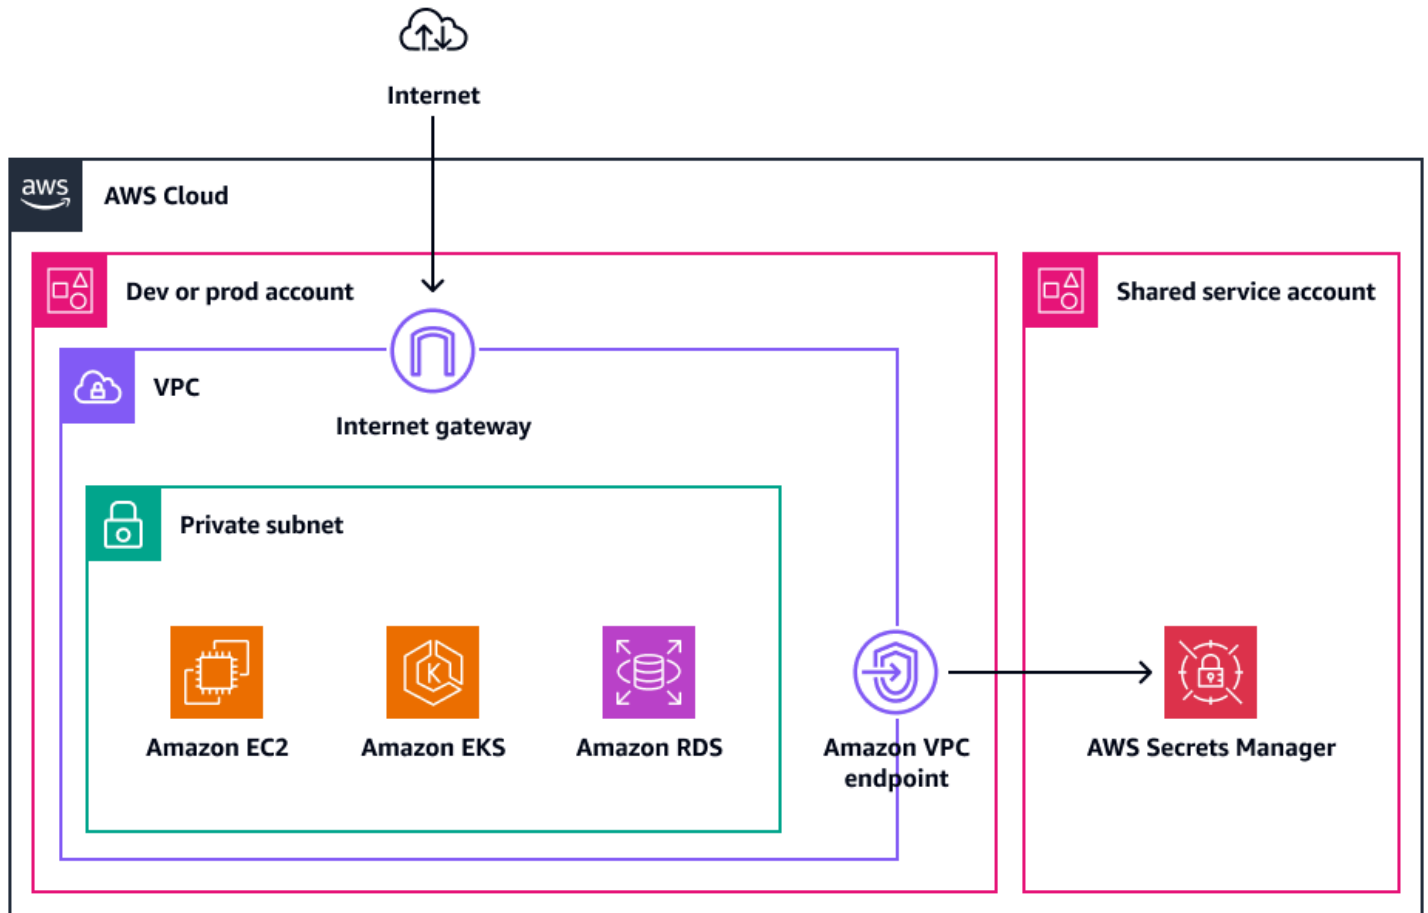 Internet
aws
AWS Cloud
Dev or prod account
Shared service account
VPC
Internet gateway
Private subnet
K
Amazon EC2
Amazon EKS
Amazon RDS
Amazon VPC
endpoint
AWS Secrets Manager